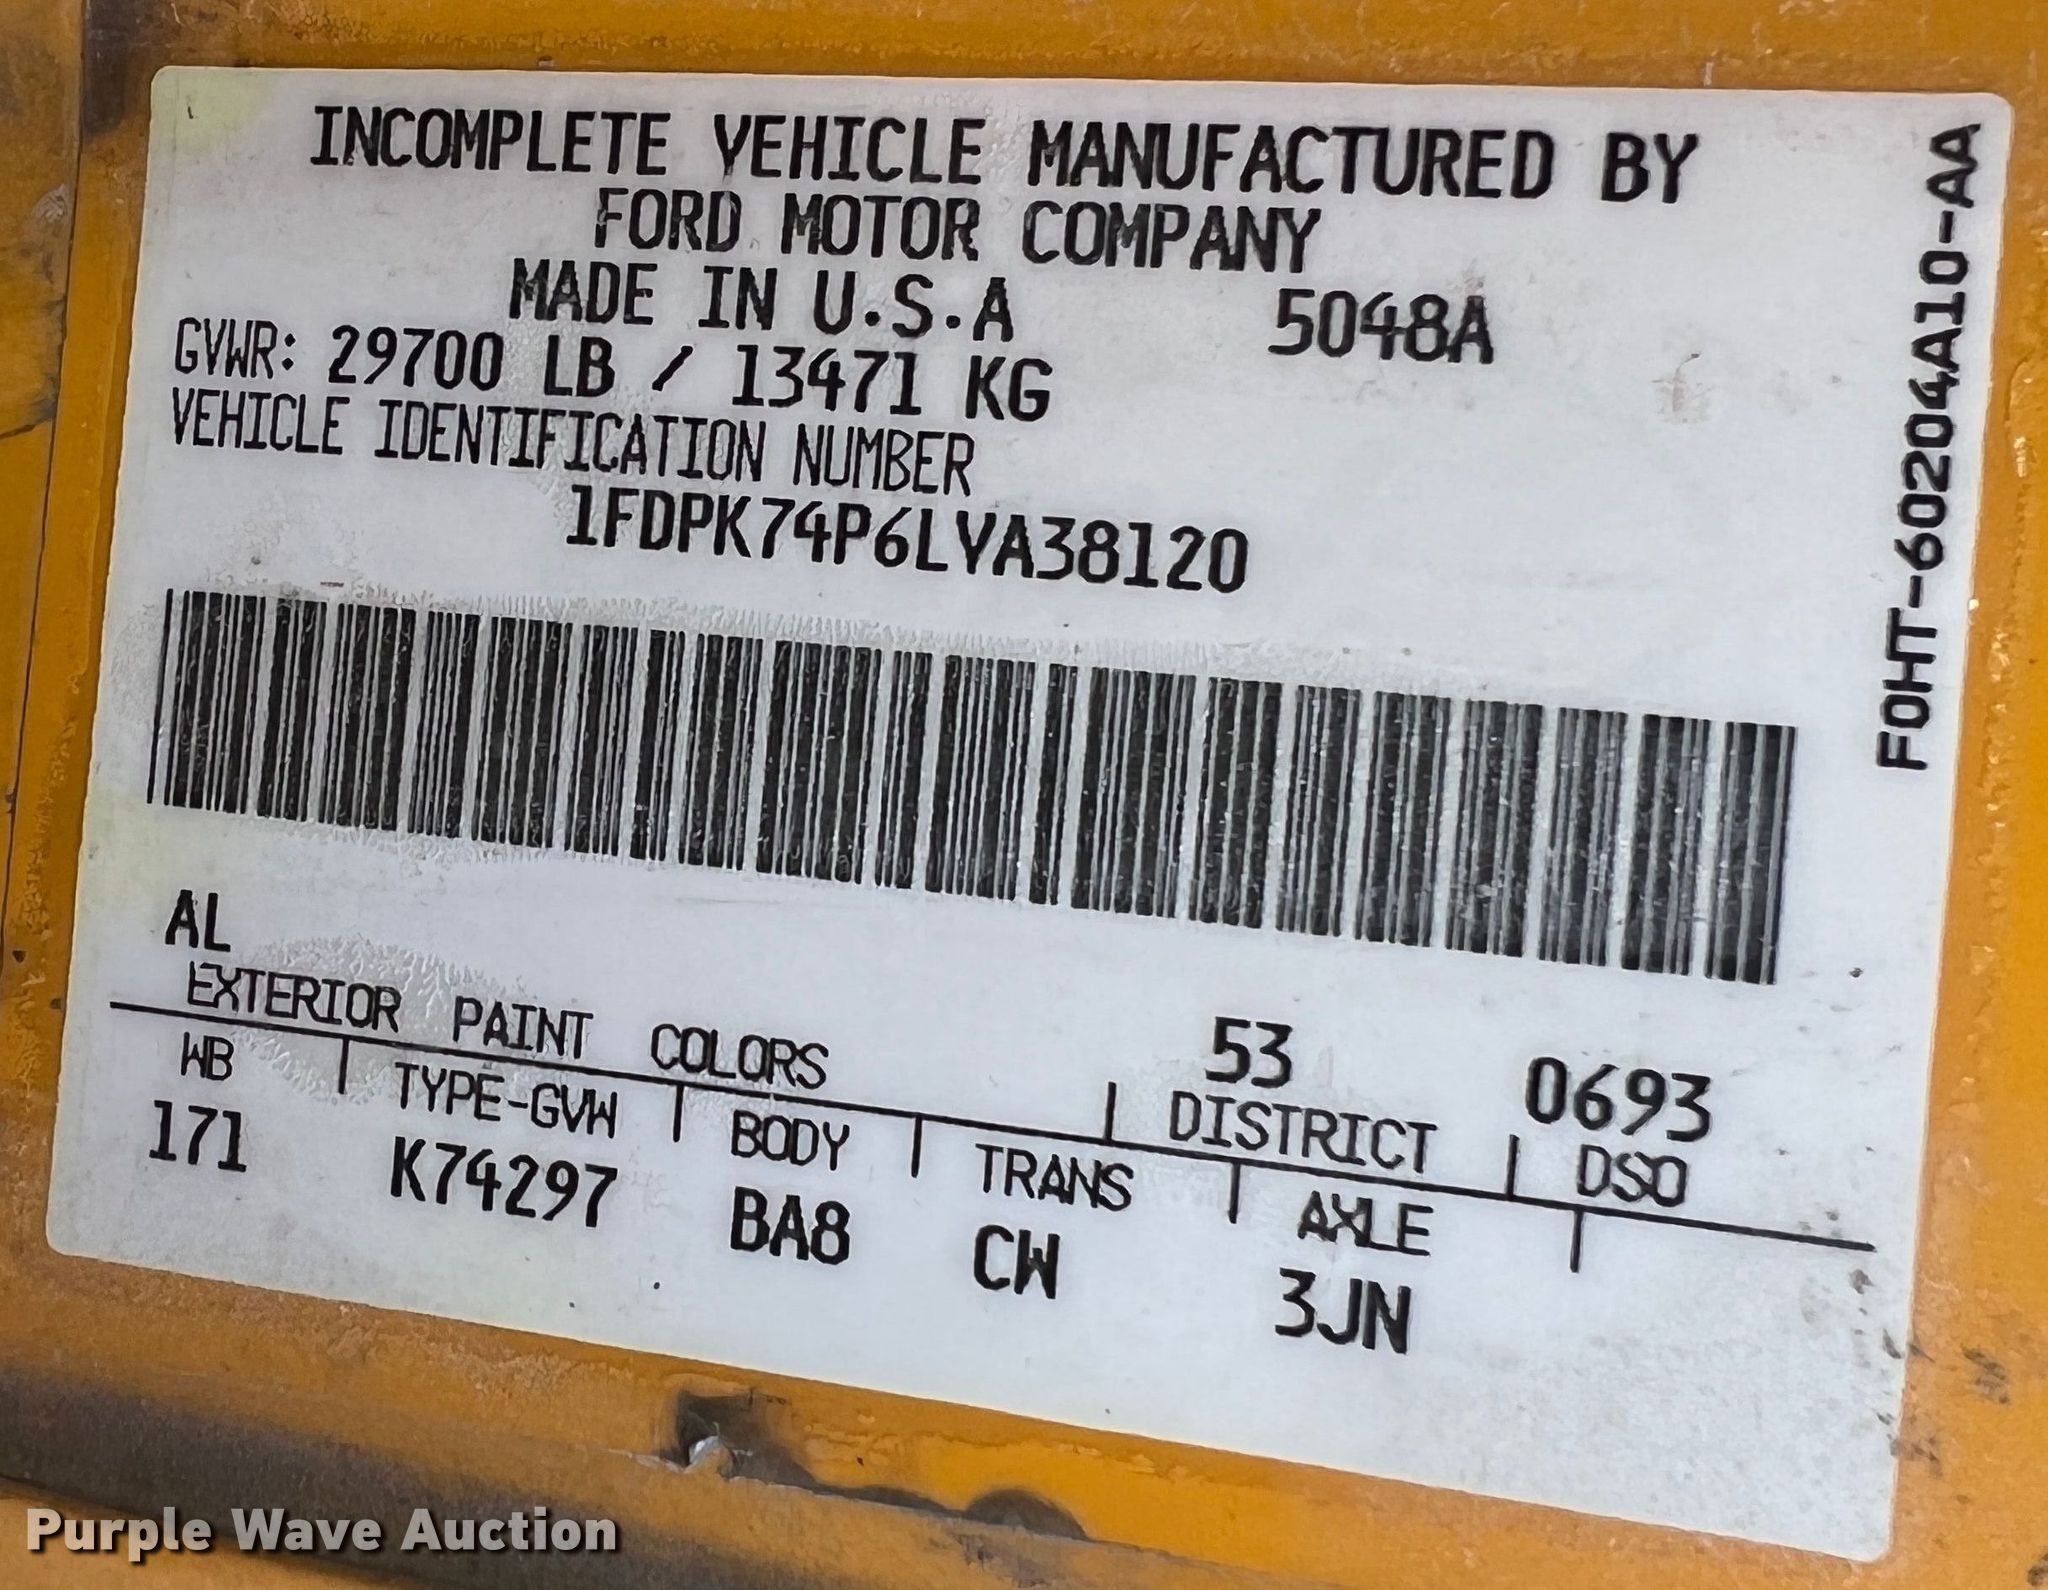 INCOMPLETE VEHICLE MANUFACTURED BY
FORD MOTOR COMPANY
MADE IN U.S.A 5048A
GVWR: 29700 LB / 13471 KG
VEHICLE IDENTIFICATION NUMBER
1FDPK74P6LVA38120
F0HT-60204A10-AA
AL 53 0693
EXTERIOR PAINT COLORS DISTRICT DSO
WB TYPE-GVW BODY TRANS AXLE
171 K74297 BA8 CW 3JN
Purple Wave Auction